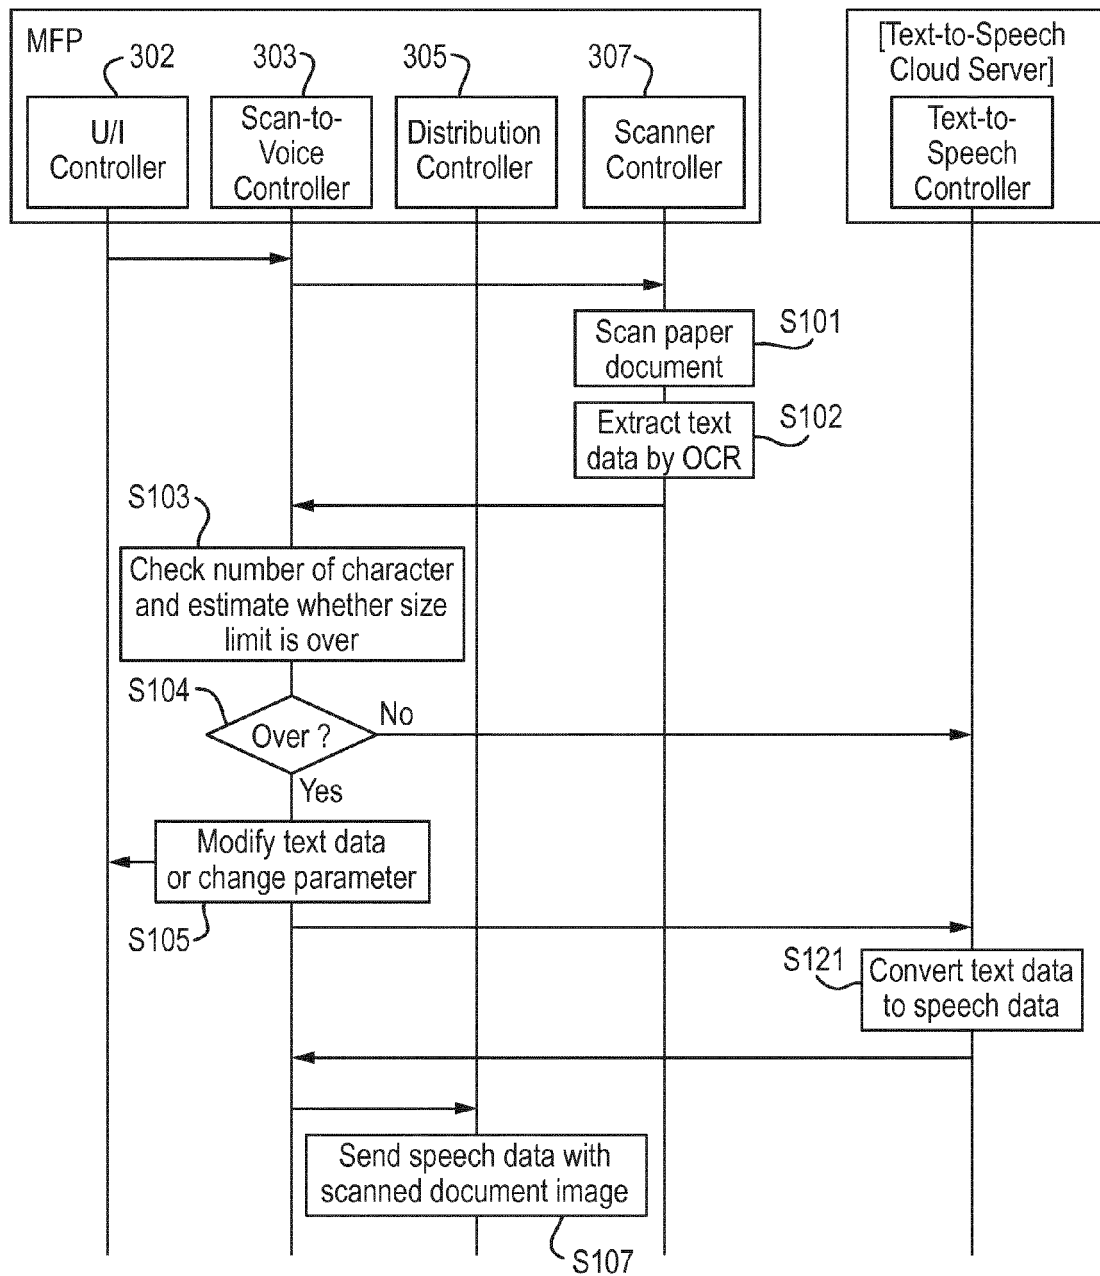 MFP
302
303
305
307
[Text-to-Speech
Cloud Server]
U/I
Controller
Scan-to-
Voice
Controller
Distribution
Controller
Scanner
Controller
Text-to-
Speech
Controller
Scan paper
document
S101
Extract text
data by OCR
S102
S103
Check number of character
and estimate whether size
limit is over
S104
Over ?
No
Yes
Modify text data
or change parameter
S105
S121
Convert text data
to speech data
Send speech data with
scanned document image
S107